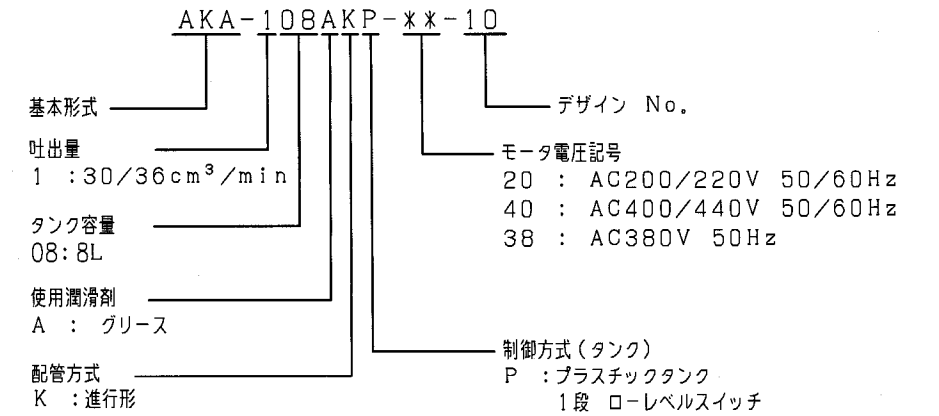 AKA-108AKP-**-10
基本形式
デザイン No.
吐出量
1 :30/36cm³/min
モータ電圧記号
20 : AC200/220V 50/60Hz
40 : AC400/440V 50/60Hz
38 : AC380V 50Hz
タンク容量
08:8L
使用潤滑剤
A : グリース
配管方式
K :進行形
制御方式(タンク)
P :プラスチックタンク
1段 ローレベルスイッチ